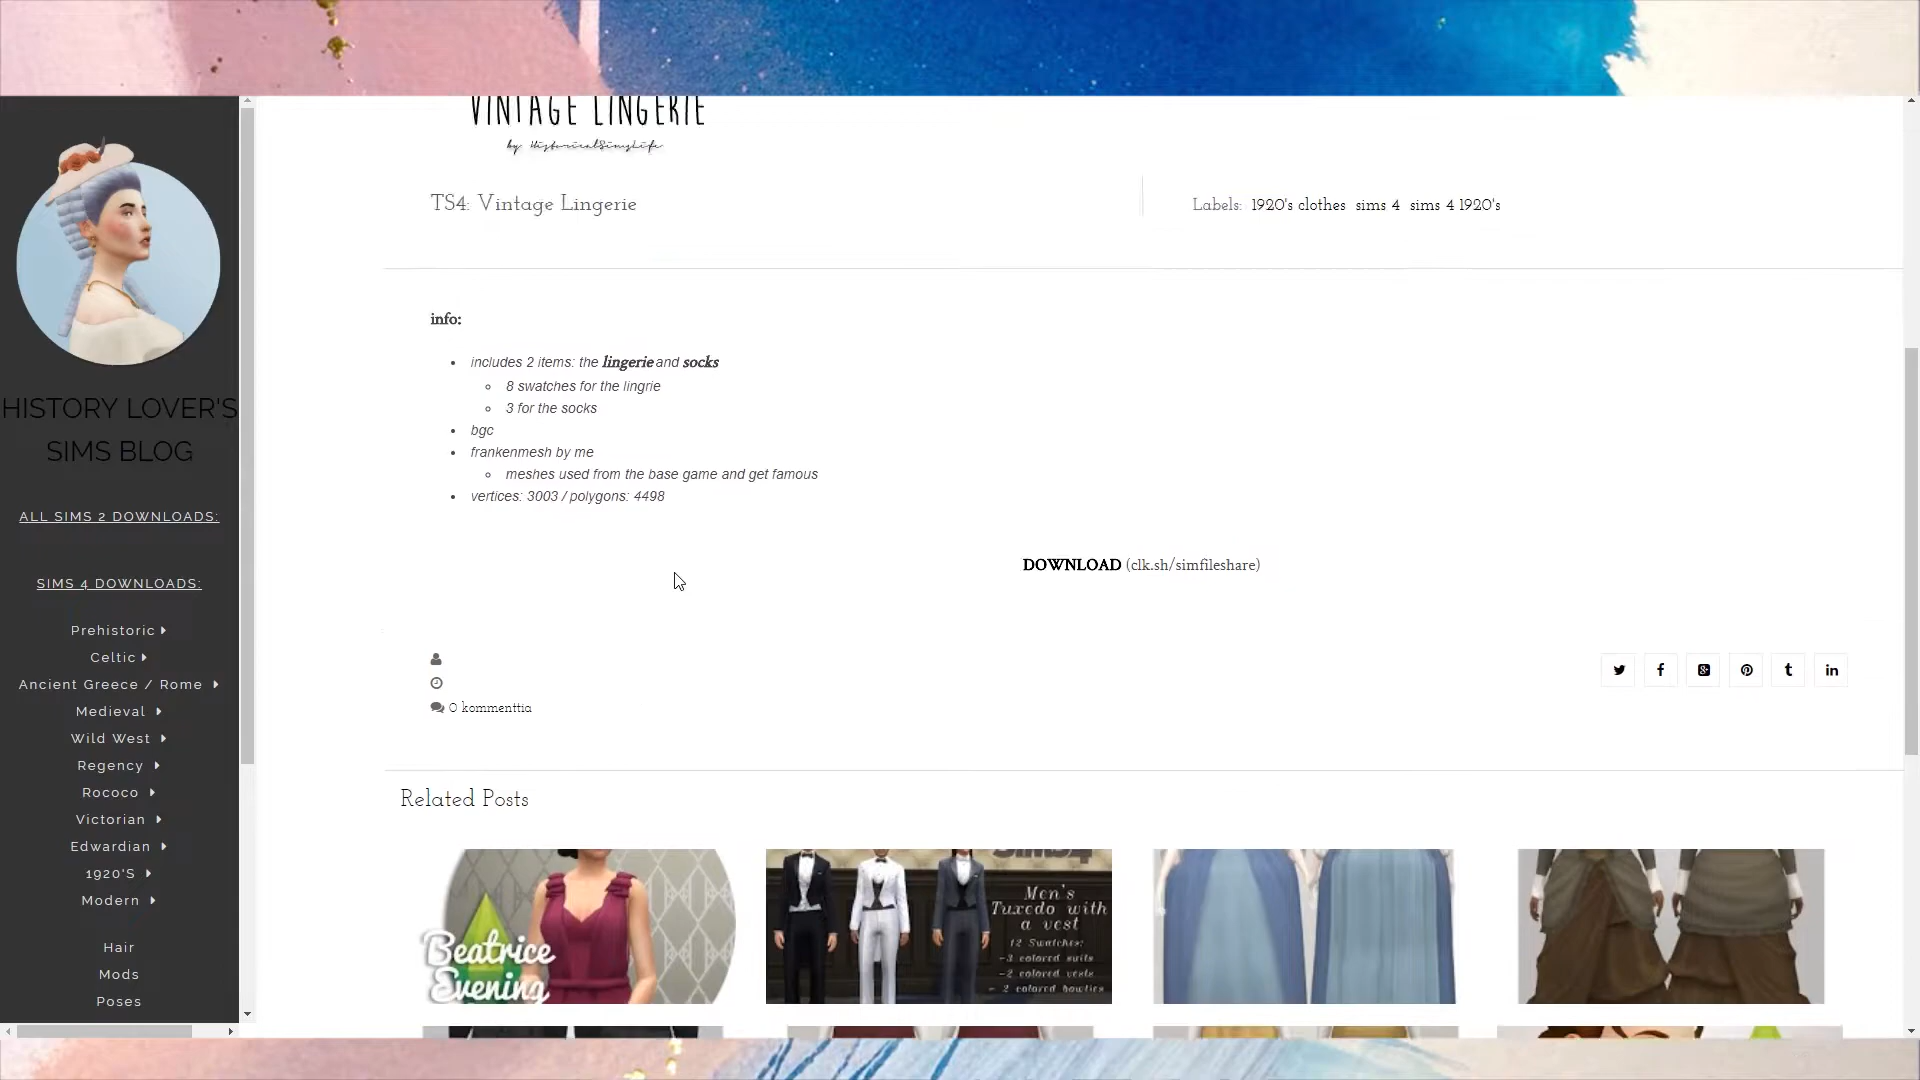 VINTAGE LINGERIE
by HistoricalSimsLife
TS4: Vintage Lingerie
Labels: 1920's clothes sims 4 sims 4 1920's
info:
includes 2 items: the lingerie and socks
8 swatches for the lingrie
3 for the socks
bgc
frankenmesh by me
meshes used from the base game and get famous
vertices: 3003 / polygons: 4498
DOWNLOAD (clk.sh/simfileshare)
0 kommenttia
Related Posts
Beatrice
Evening
Men's
Tuxedo with
a vest
12 Swatches:
-3 colored suits
-2 colored vests
- 2 colored bowties
HISTORY LOVER'S
SIMS BLOG
ALL SIMS 2 DOWNLOADS:
SIMS 4 DOWNLOADS:
Prehistoric
Celtic
Ancient Greece / Rome
Medieval
Wild West
Regency
Rococo
Victorian
Edwardian
1920'S
Modern
Hair
Mods
Poses